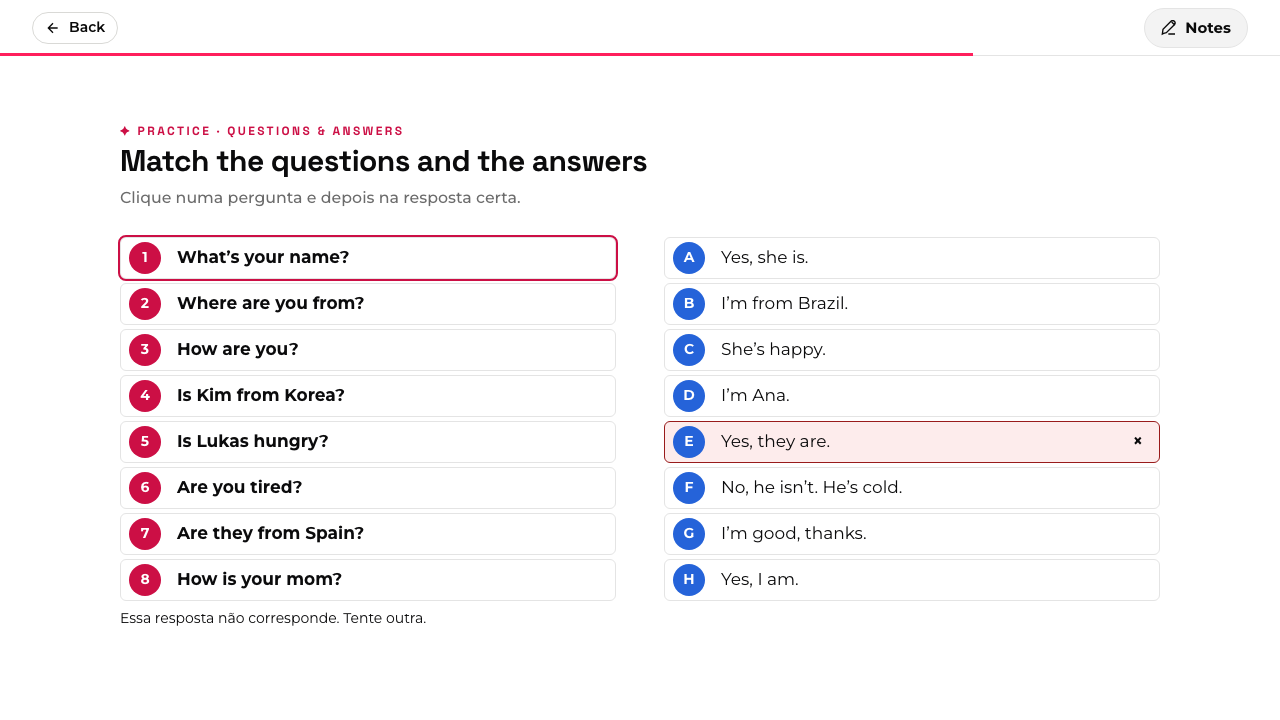 Back
Notes
PRACTICE · QUESTIONS & ANSWERS
Match the questions and the answers
Clique numa pergunta e depois na resposta certa.
1 What’s your name?
2 Where are you from?
3 How are you?
4 Is Kim from Korea?
5 Is Lukas hungry?
6 Are you tired?
7 Are they from Spain?
8 How is your mom?
A Yes, she is.
B I’m from Brazil.
C She’s happy.
D I’m Ana.
E Yes, they are. ×
F No, he isn’t. He’s cold.
G I’m good, thanks.
H Yes, I am.
Essa resposta não corresponde. Tente outra.